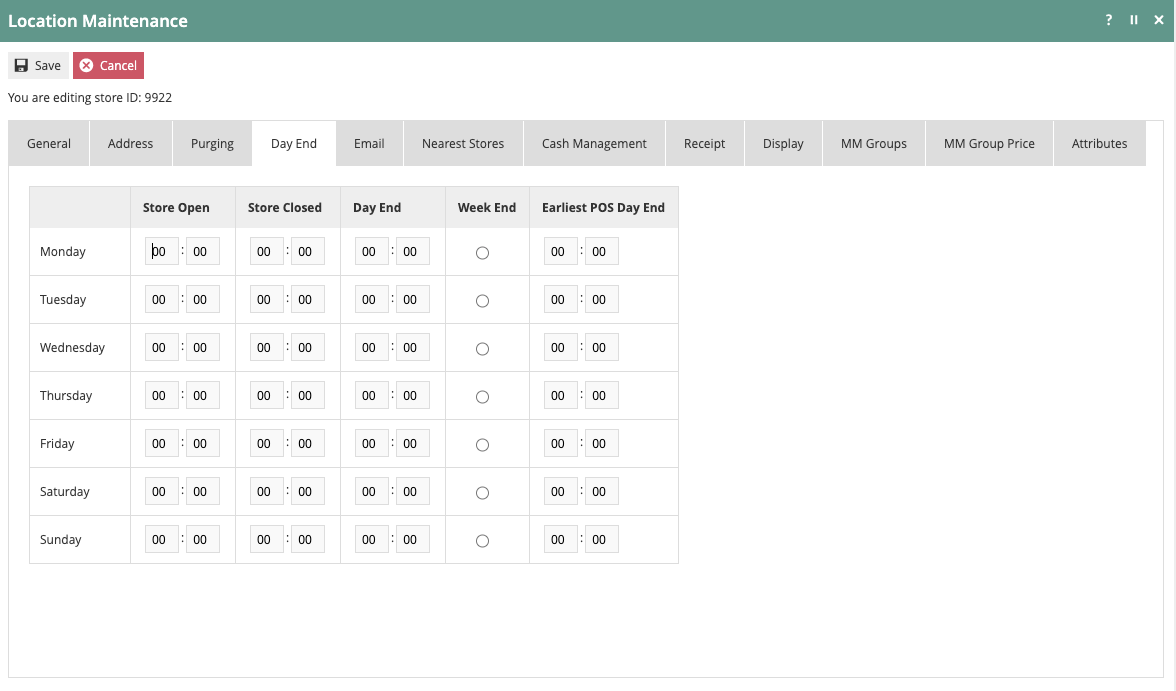 Location Maintenance ?
Save Cancel
You are editing store ID: 9922
General Address Purging Day End Email Nearest Stores Cash Management Receipt Display MM Groups MM Group Price Attributes
Store Open Store Closed Day End Week End Earliest POS Day End
Monday 00 : 00 00 : 00 00 : 00 00 : 00
Tuesday 00 : 00 00 : 00 00 : 00 00 : 00
Wednesday 00 : 00 00 : 00 00 : 00 00 : 00
Thursday 00 : 00 00 : 00 00 : 00 00 : 00
Friday 00 : 00 00 : 00 00 : 00 00 : 00
Saturday 00 : 00 00 : 00 00 : 00 00 : 00
Sunday 00 : 00 00 : 00 00 : 00 00 : 00